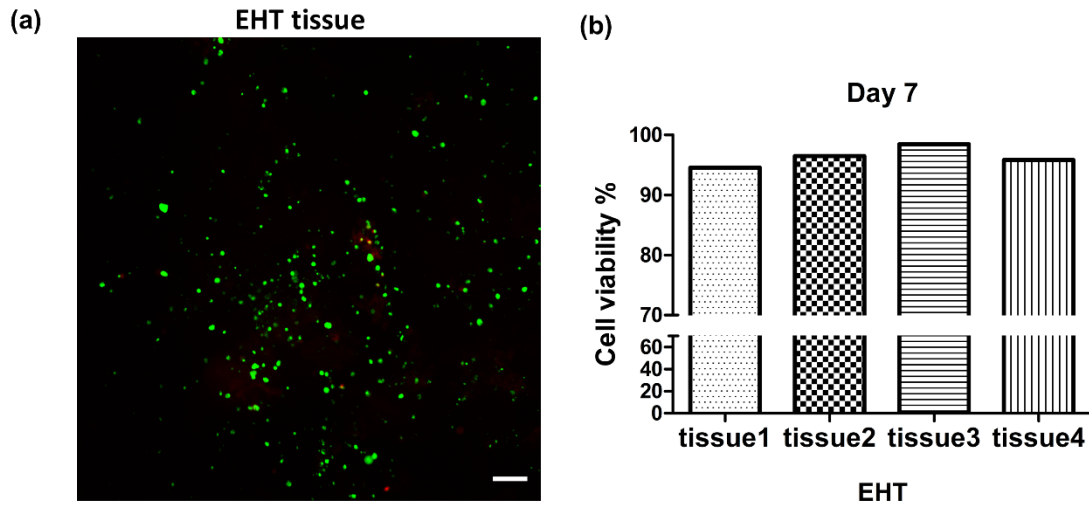 (a)
EHT tissue
(b)
Day 7
Cell viability %
100
90
80
70
60
40
20
0
tissue1 tissue2 tissue3 tissue4
EHT